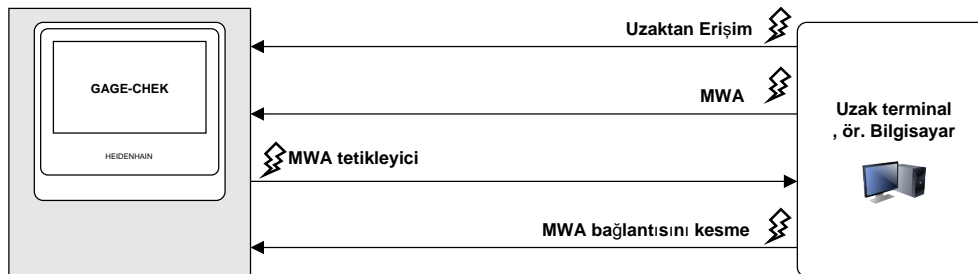 Uzaktan Erişim
GAGE-CHEK
MWA
Uzak terminal
, ör. Bilgisayar
HEIDENHAIN
MWA tetikleyici
MWA bağlantısını kesme